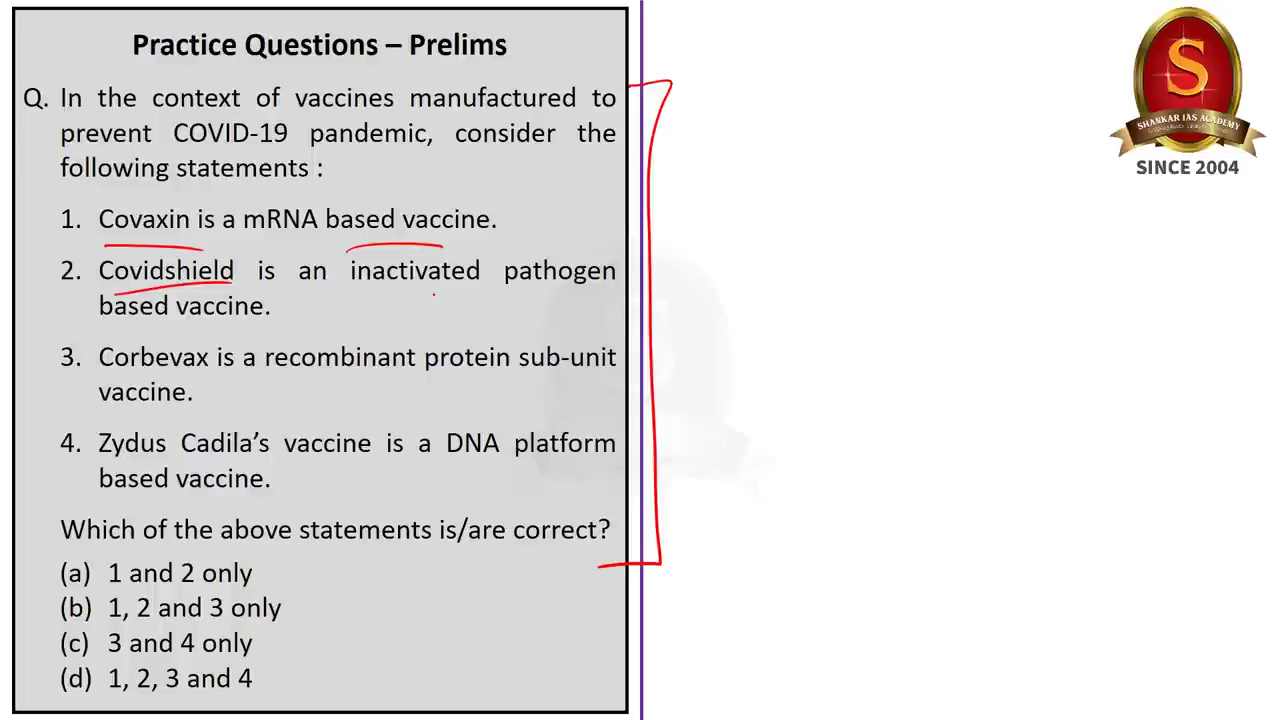 Practice Questions – Prelims
Q. In the context of vaccines manufactured to
prevent COVID-19 pandemic, consider the
following statements :
1. Covaxin is a mRNA based vaccine.
2. Covidshield is an inactivated pathogen
based vaccine.
3. Corbevax is a recombinant protein sub-unit
vaccine.
4. Zydus Cadila’s vaccine is a DNA platform
based vaccine.
Which of the above statements is/are correct?
(a) 1 and 2 only
(b) 1, 2 and 3 only
(c) 3 and 4 only
(d) 1, 2, 3 and 4
S
SHANKAR IAS ACADEMY
SINCE 2004